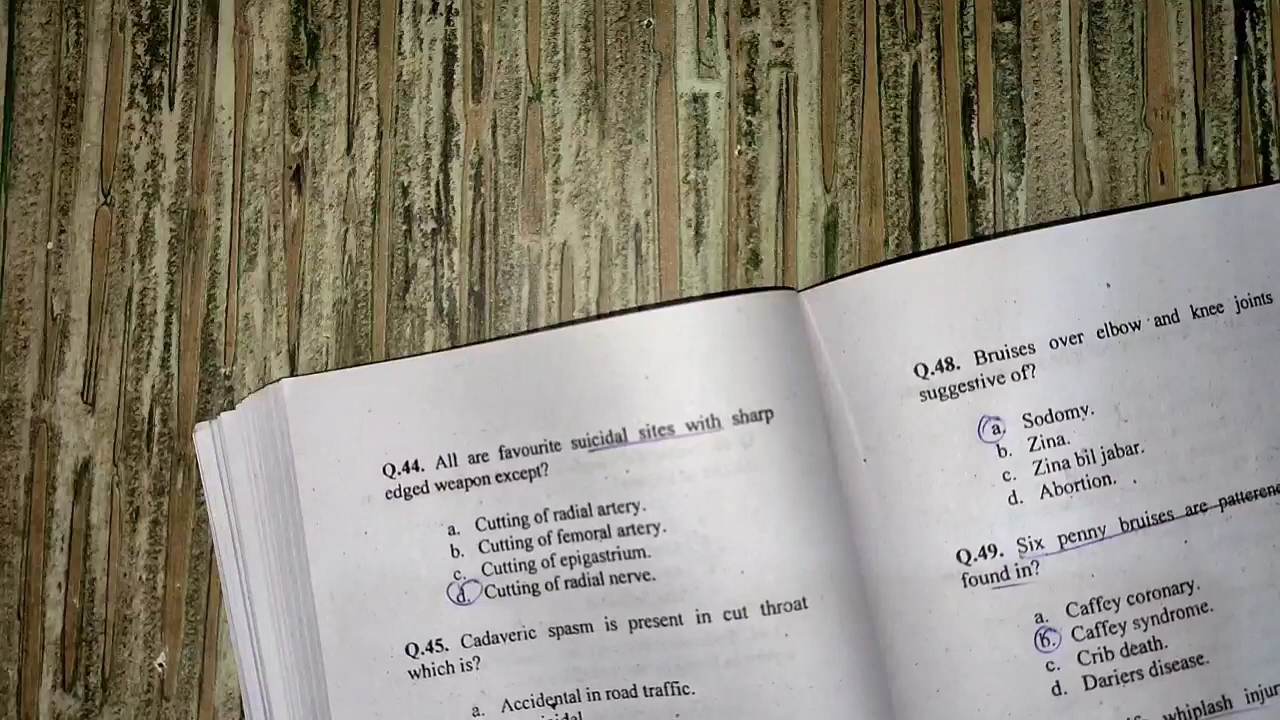 Q.44. All are favourite suicidal sites with sharp
edged weapon except?
a. Cutting of radial artery.
b. Cutting of femoral artery.
c. Cutting of epigastrium.
d. Cutting of radial nerve.
Q.45. Cadaveric spasm is present in cut throat
which is?
a. Accidental in road traffic.
Q.48. Bruises over elbow and knee joints
suggestive of?
a. Sodomy.
b. Zina.
c. Zina bil jabar.
d. Abortion.
Q.49. Six penny bruises are
found in?
a. Caffey coronary.
b. Caffey syndrome.
c. Crib death.
d. Dariers disease.
whiplash